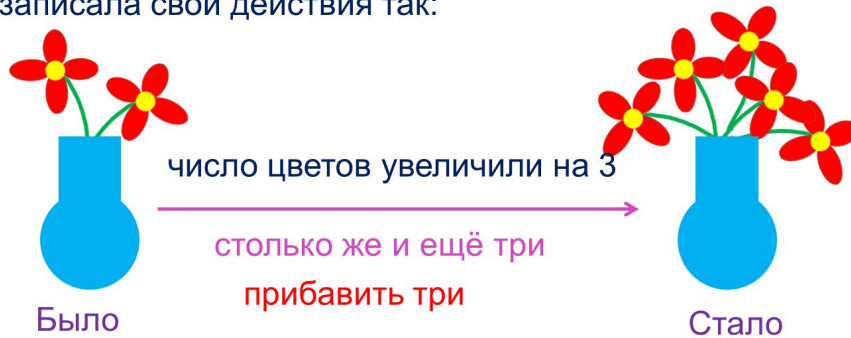 записала свои действия так:
число цветов увеличили на 3
столько же и ещё три
прибавить три
Было
Стало